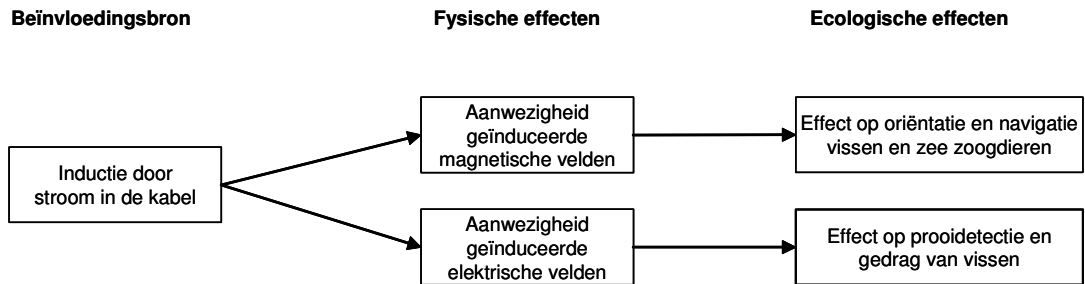 Beïnvloedingsbron
Fysische effecten
Ecologische effecten
Inductie door
stroom in de kabel
Aanwezigheid
geïnduceerde
magnetische velden
Effect op oriëntatie en navigatie
vissen en zee zoogdieren
Aanwezigheid
geïnduceerde
elektrische velden
Effect op prooidetectie en
gedrag van vissen